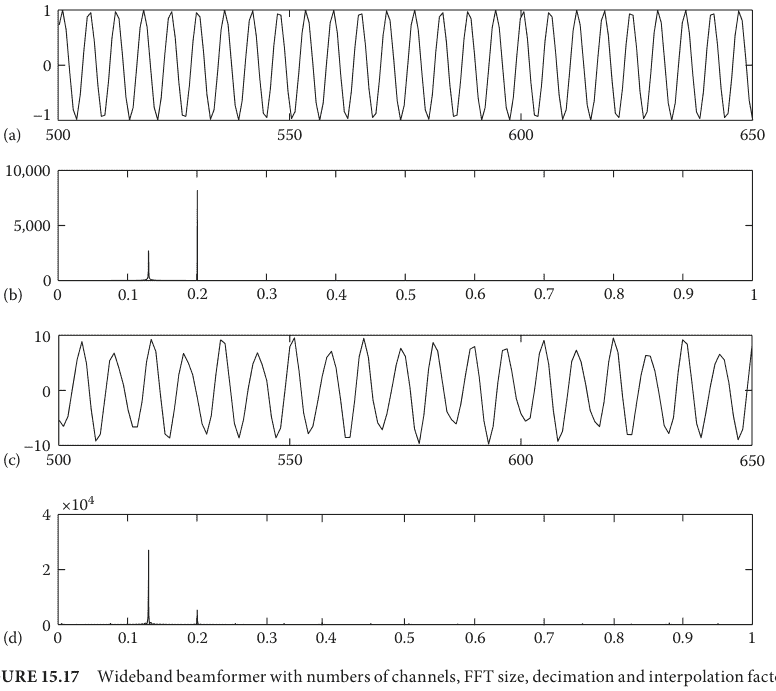 1
0
−1
500 550 600 650
(a)
10,000
5,000
0
0 0.1 0.2 0.3 0.4 0.5 0.6 0.7 0.8 0.9 1
(b)
10
0
−10
500 550 600 650
(c)
×10⁴
4
2
0
0 0.1 0.2 0.3 0.4 0.5 0.6 0.7 0.8 0.9 1
(d)
URE 15.17 Wideband beamformer with numbers of channels, FFT size, decimation and interpolation facto